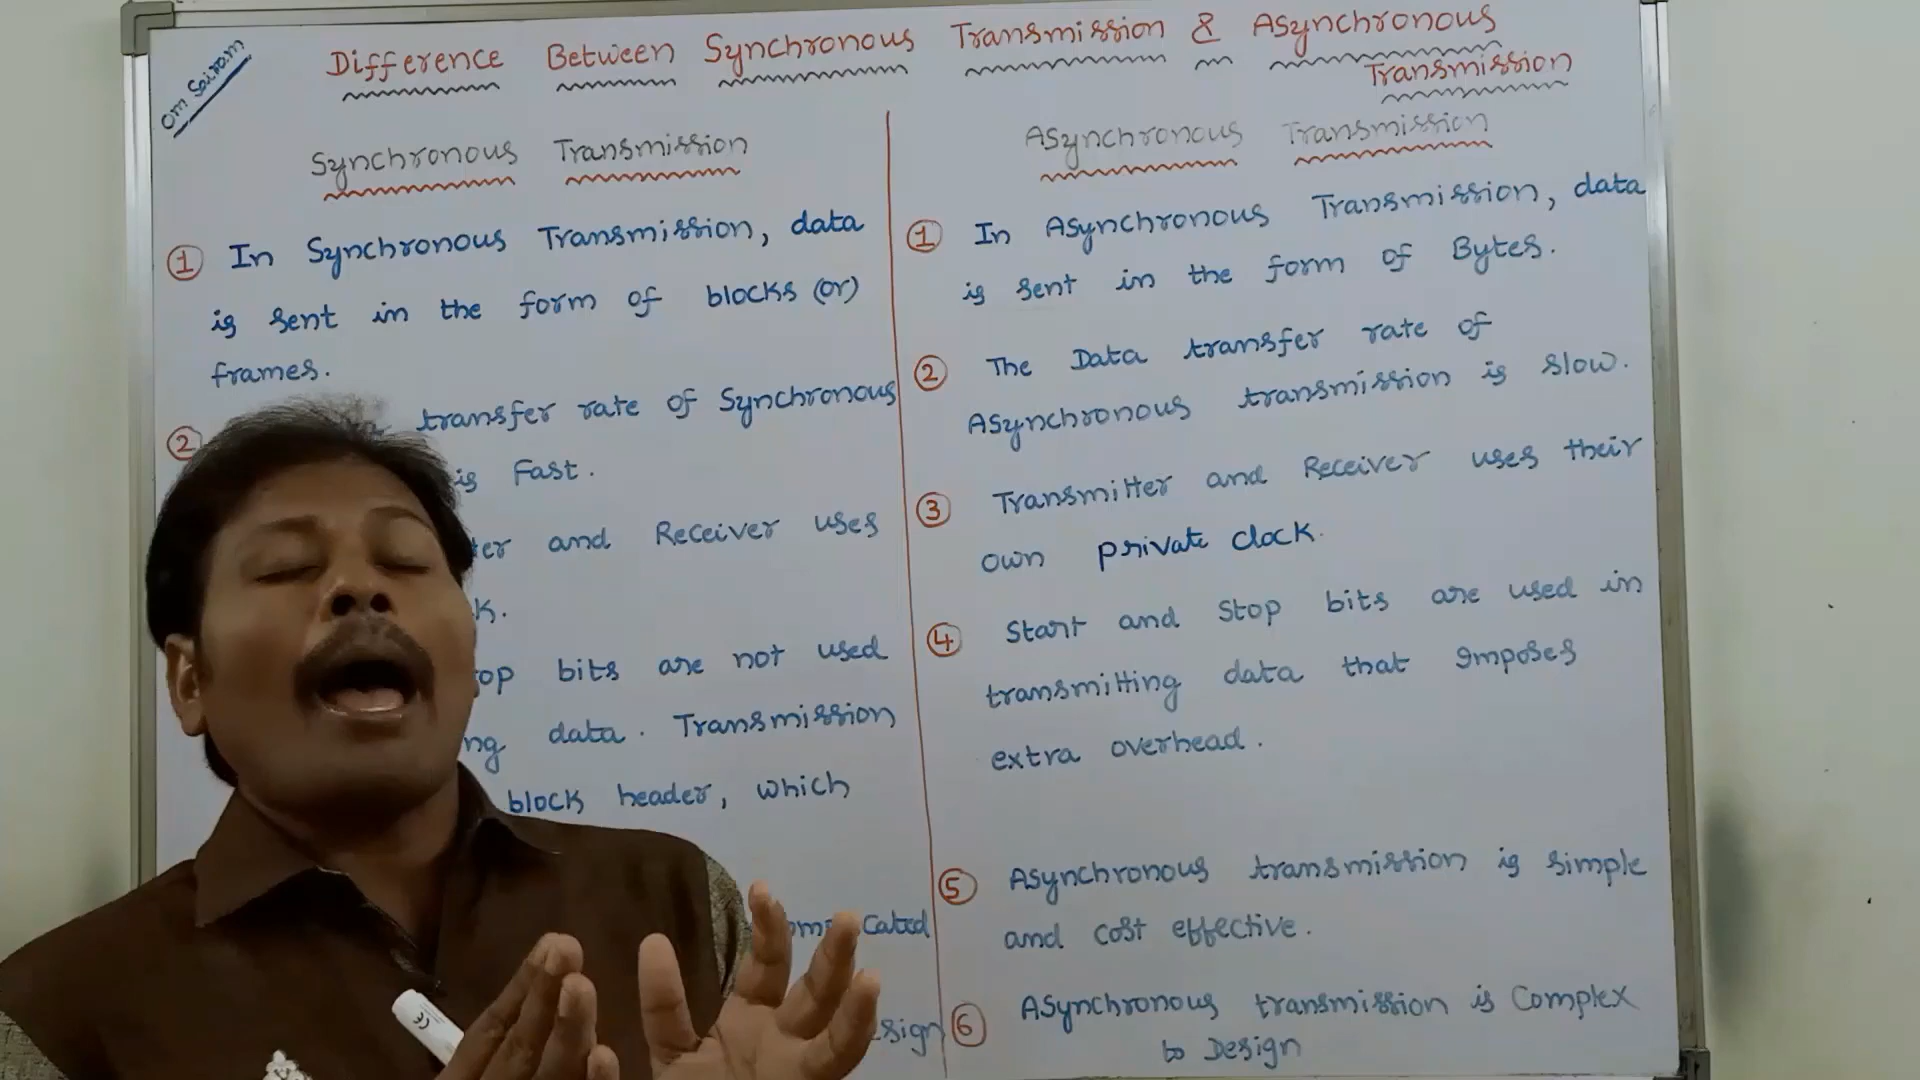 Om Sairam
Difference Between Synchronous Transmission & Asynchronous
Transmission
Synchronous Transmission
① In Synchronous Transmission, data
is sent in the form of blocks (or)
frames.
② transfer rate of Synchronous
is Fast.
and Receiver uses
bits are not used
data. Transmission
block header, which
Asynchronous Transmission
① In Asynchronous Transmission, data
is sent in the form of Bytes.
② The Data transfer rate of
Asynchronous transmission is slow.
③ Transmitter and Receiver uses their
own private clock.
④ Start and Stop bits are used in
transmitting data that imposes
extra overhead.
⑤ Asynchronous transmission is simple
and cost effective.
⑥ Asynchronous transmission is Complex
to Design